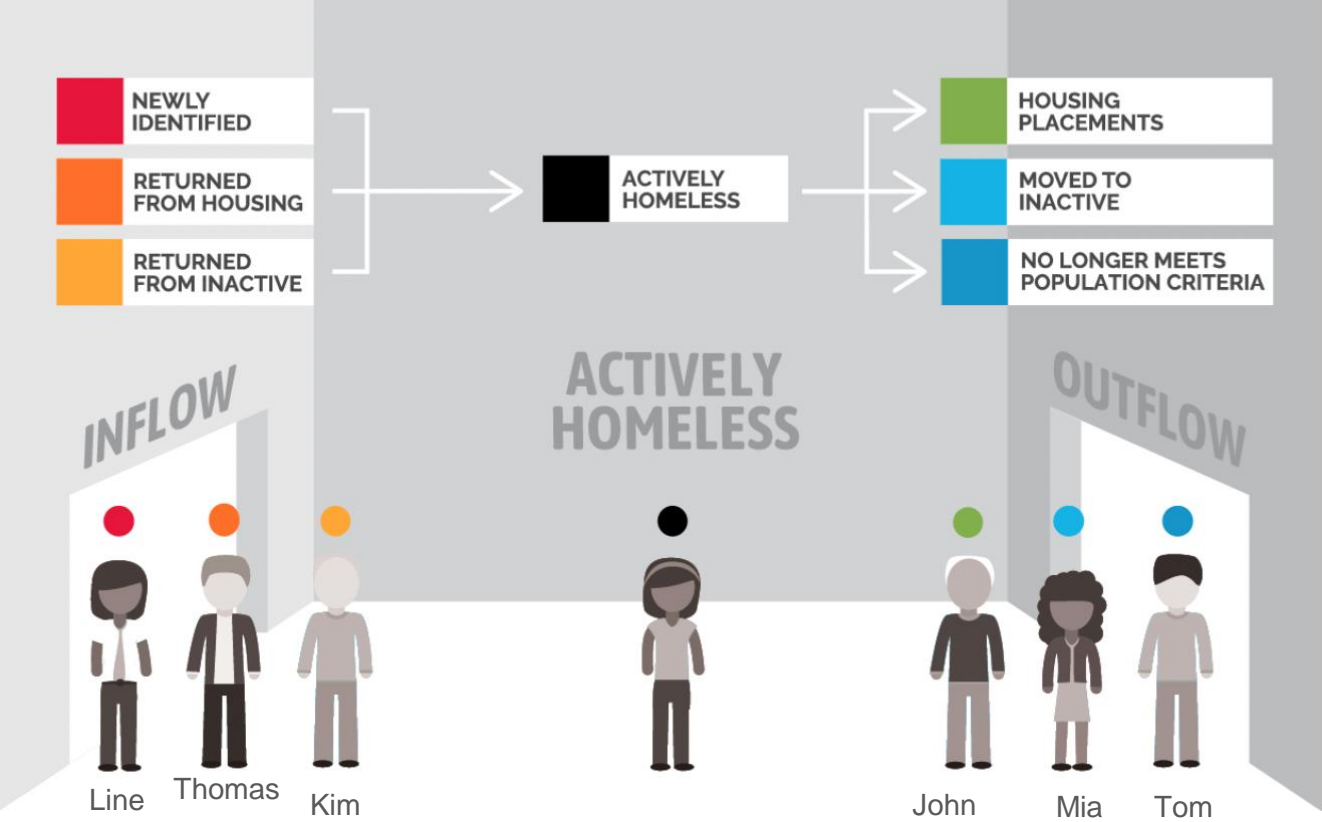 NEWLY
IDENTIFIED
RETURNED
FROM HOUSING
RETURNED
FROM INACTIVE
ACTIVELY
HOMELESS
HOUSING
PLACEMENTS
MOVED TO
INACTIVE
NO LONGER MEETS
POPULATION CRITERIA
INFLOW
ACTIVELY
HOMELESS
OUTFLOW
Line
Thomas
Kim
John
Mia
Tom